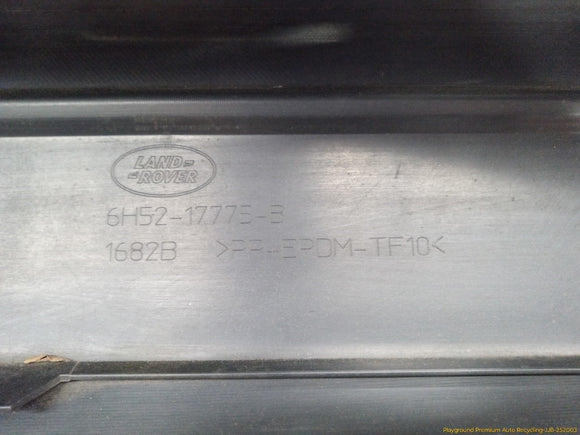 LAND-
-ROVER
6H52-17775-B
1682B >PP-EPDM-TF10<
Playground Premium Auto Recycling-JJB-252003